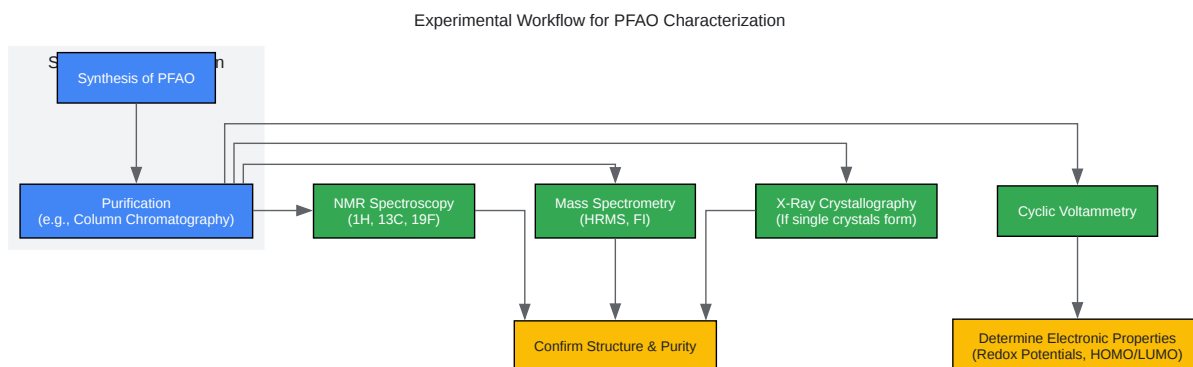 Experimental Workflow for PFAO Characterization
Synthesis of PFAO
Purification
(e.g., Column Chromatography)
NMR Spectroscopy
(1H, 13C, 19F)
Mass Spectrometry
(HRMS, FI)
X-Ray Crystallography
(If single crystals form)
Cyclic Voltammetry
Confirm Structure & Purity
Determine Electronic Properties
(Redox Potentials, HOMO/LUMO)